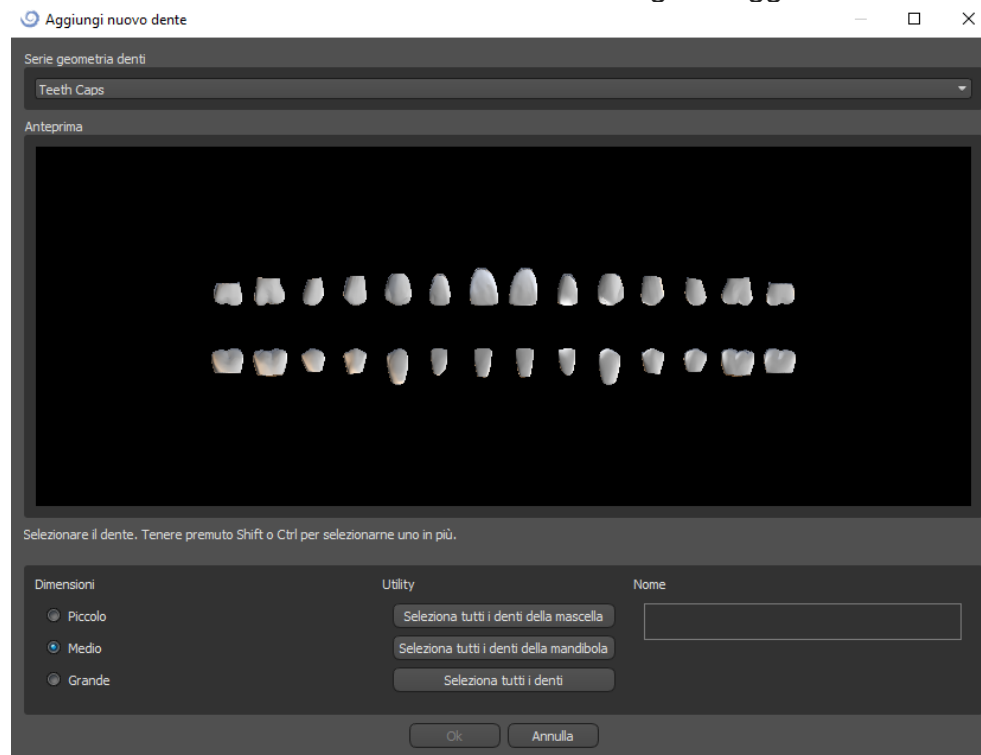 Aggiungi nuovo dente
Serie geometria denti
Teeth Caps
Anteprima
Selezionare il dente. Tenere premuto Shift o Ctrl per selezionarne uno in più.
Dimensioni
Piccolo
Medio
Grande
Utility
Seleziona tutti i denti della mascella
Seleziona tutti i denti della mandibola
Seleziona tutti i denti
Nome
Ok
Annulla